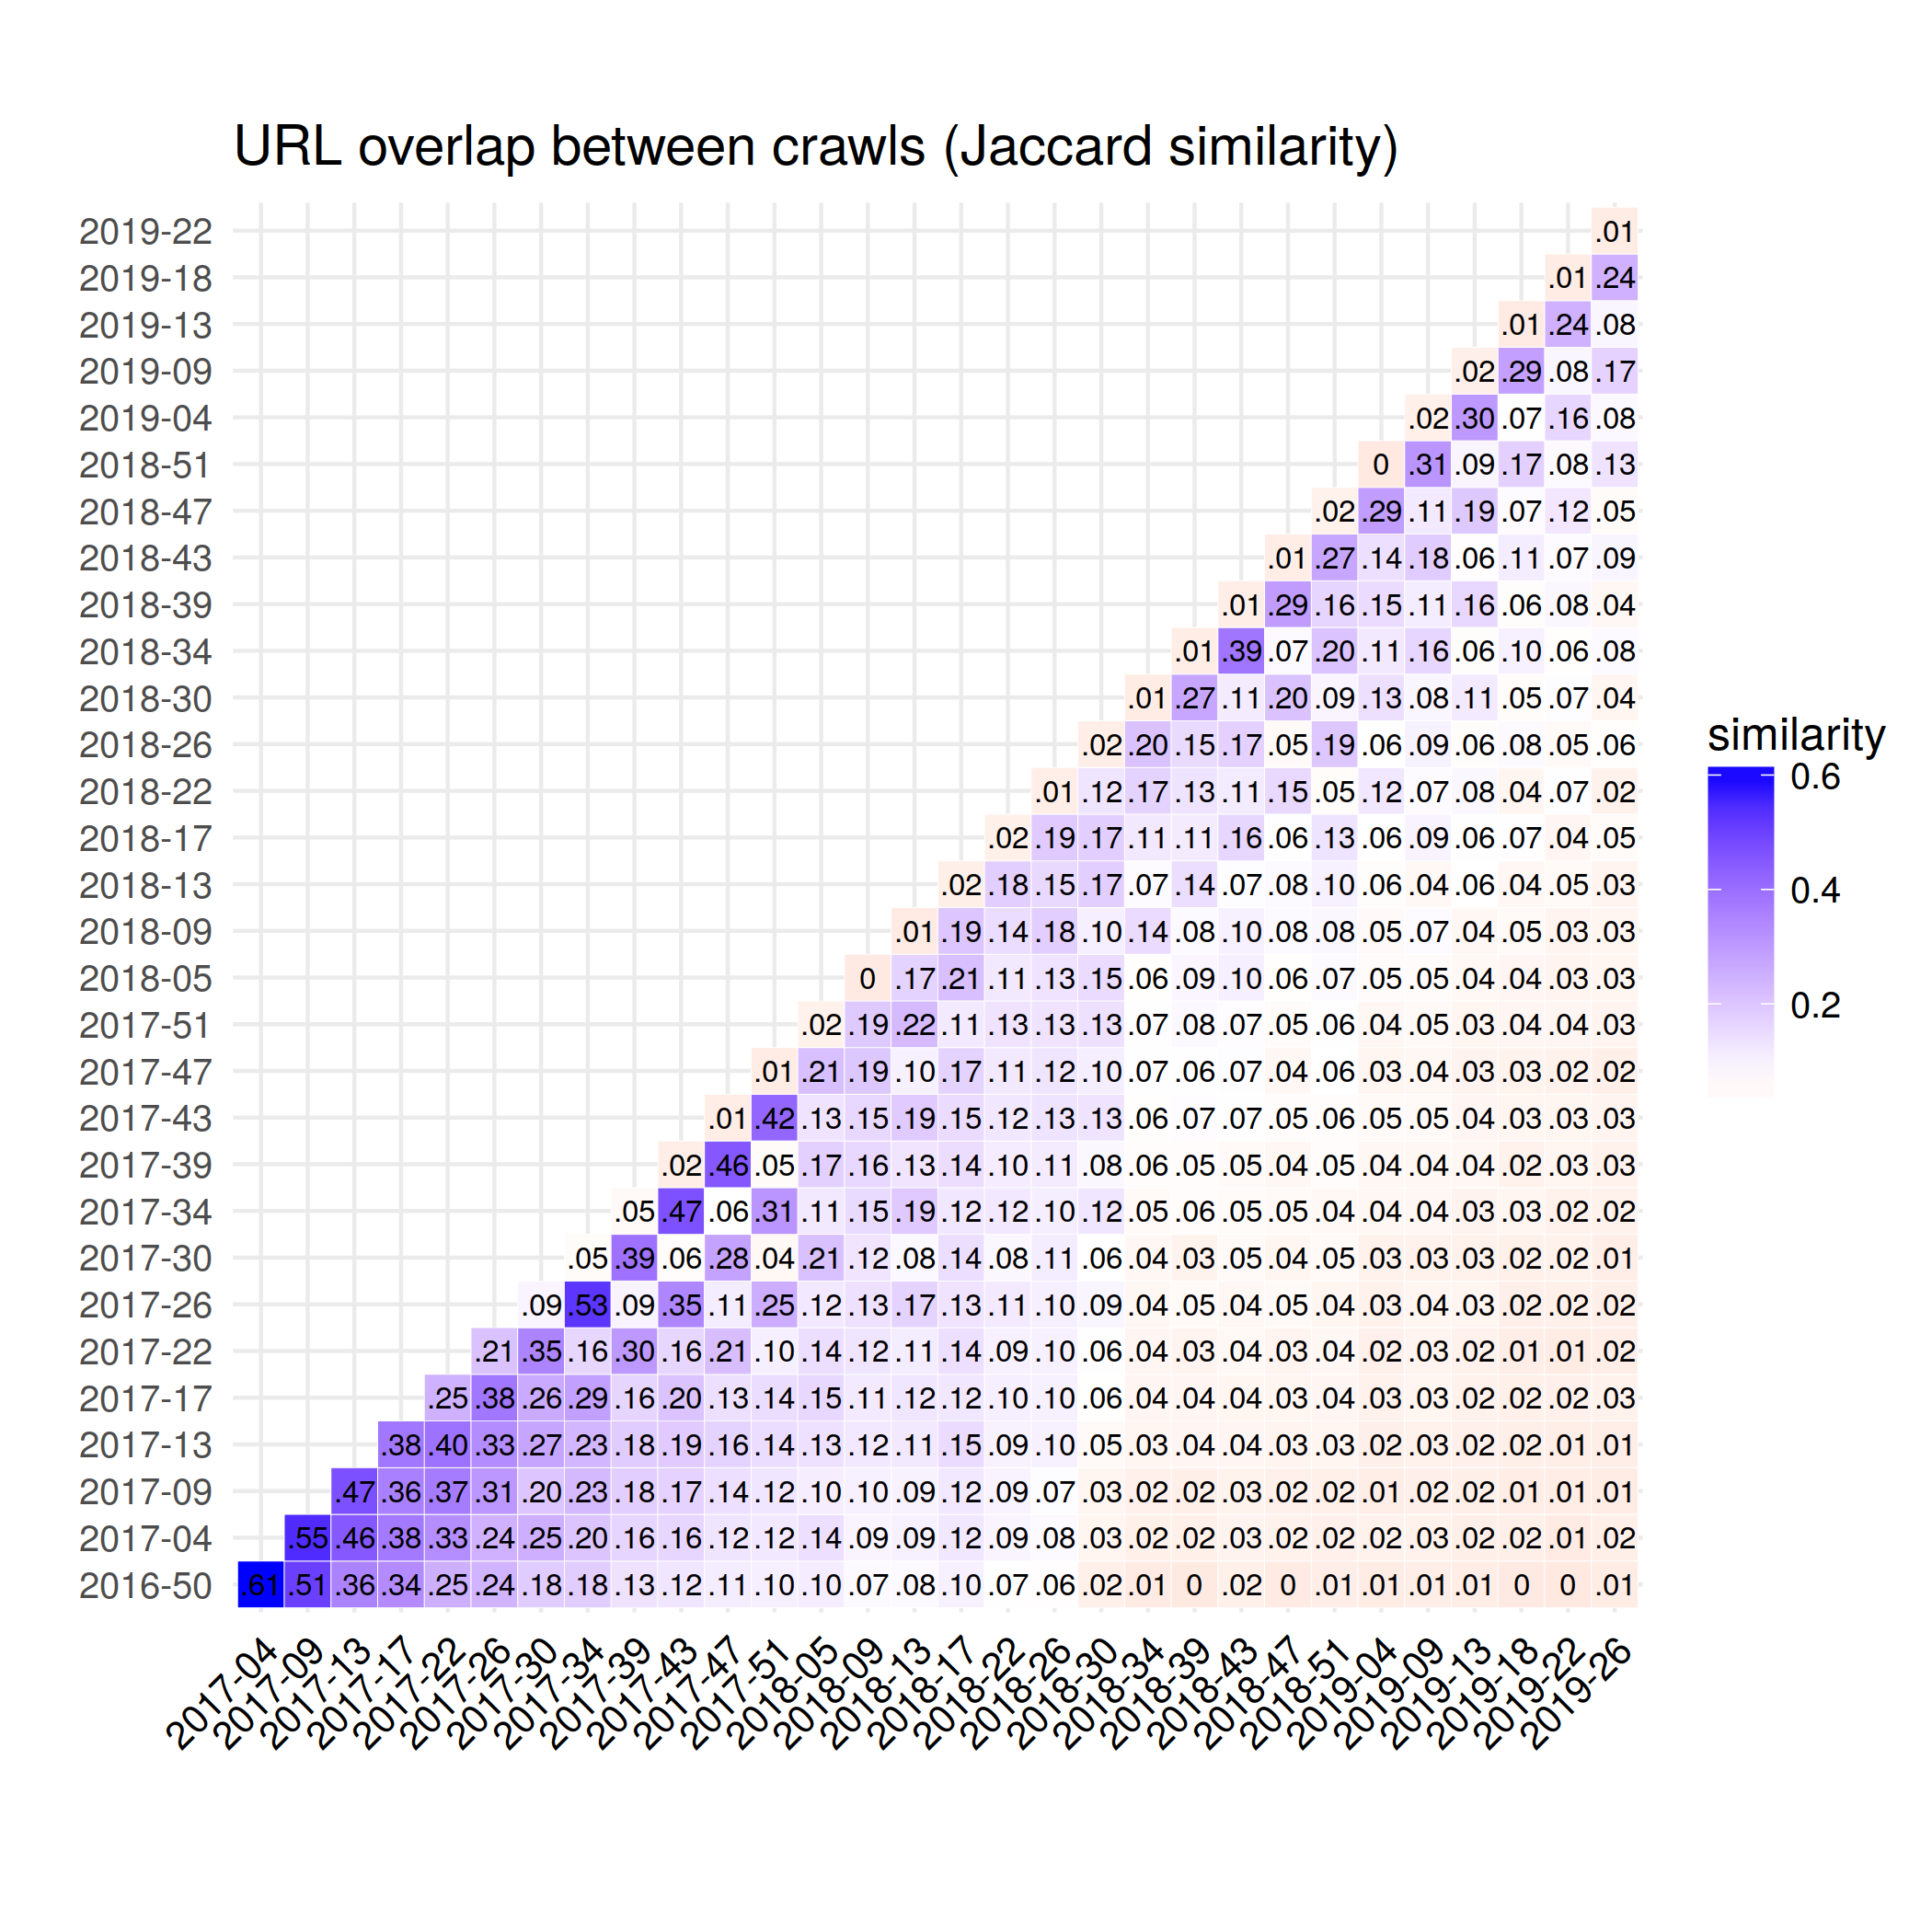 URL overlap between crawls (Jaccard similarity)
2019-22 .01
2019-18 .01 .24
2019-13 .01 .24 .08
2019-09 .02 .29 .08 .17
2019-04 .02 .30 .07 .16 .08
2018-51 0 .31 .09 .17 .08 .13
2018-47 .02 .29 .11 .19 .07 .12 .05
2018-43 .01 .27 .14 .18 .06 .11 .07 .09
2018-39 .01 .29 .16 .15 .11 .16 .06 .08 .04
2018-34 .01 .39 .07 .20 .11 .16 .06 .10 .06 .08
2018-30 .01 .27 .11 .20 .09 .13 .08 .11 .05 .07 .04
2018-26 .02 .20 .15 .17 .05 .19 .06 .09 .06 .08 .05 .06
2018-22 .01 .12 .17 .13 .11 .15 .05 .12 .07 .08 .04 .07 .02
2018-17 .02 .19 .17 .11 .11 .16 .06 .13 .06 .09 .06 .07 .04 .05
2018-13 .02 .18 .15 .17 .07 .14 .07 .08 .10 .06 .04 .06 .04 .05 .03
2018-09 .01 .19 .14 .18 .10 .14 .08 .10 .08 .08 .05 .07 .04 .05 .03 .03
2018-05 0 .17 .21 .11 .13 .15 .06 .09 .10 .06 .07 .05 .05 .04 .04 .03 .03
2017-51 .02 .19 .22 .11 .13 .13 .13 .07 .08 .07 .05 .06 .04 .05 .03 .04 .04 .03
2017-47 .01 .21 .19 .10 .17 .11 .12 .10 .07 .06 .07 .04 .06 .03 .04 .03 .03 .02 .02
2017-43 .01 .42 .13 .15 .19 .15 .12 .13 .13 .06 .07 .07 .05 .06 .05 .05 .04 .03 .03 .03
2017-39 .02 .46 .05 .17 .16 .13 .14 .10 .11 .08 .06 .05 .05 .04 .05 .04 .04 .04 .02 .03 .03
2017-34 .05 .47 .06 .31 .11 .15 .19 .12 .12 .10 .12 .05 .06 .05 .05 .04 .04 .04 .03 .03 .02 .02
2017-30 .05 .39 .06 .28 .04 .21 .12 .08 .14 .08 .11 .06 .04 .03 .05 .04 .05 .03 .03 .03 .02 .02 .01
2017-26 .09 .53 .09 .35 .11 .25 .12 .13 .17 .13 .11 .10 .09 .04 .05 .04 .05 .04 .03 .04 .03 .02 .02 .02
2017-22 .21 .35 .16 .30 .16 .21 .10 .14 .12 .11 .14 .09 .10 .06 .04 .03 .04 .03 .04 .02 .03 .02 .01 .01 .02
2017-17 .25 .38 .26 .29 .16 .20 .13 .14 .15 .11 .12 .12 .10 .10 .06 .04 .04 .04 .03 .04 .03 .03 .02 .02 .02 .03
2017-13 .38 .40 .33 .27 .23 .18 .19 .16 .14 .13 .12 .11 .15 .09 .10 .05 .03 .04 .04 .03 .03 .02 .03 .02 .02 .01 .01
2017-09 .47 .36 .37 .31 .20 .23 .18 .17 .14 .12 .10 .10 .09 .12 .09 .07 .03 .02 .02 .03 .02 .02 .01 .02 .02 .01 .01 .01
2017-04 .55 .46 .38 .33 .24 .25 .20 .16 .16 .12 .12 .14 .09 .09 .12 .09 .08 .03 .02 .02 .03 .02 .02 .02 .03 .02 .02 .01 .02
2016-50 .61 .51 .36 .34 .25 .24 .18 .18 .13 .12 .11 .10 .10 .07 .08 .10 .07 .06 .02 .01 0 .02 0 .01 .01 .01 .01 0 0 .01
2017-04 2017-09 2017-13 2017-17 2017-22 2017-26 2017-30 2017-34 2017-39 2017-43 2017-47 2017-51 2018-05 2018-09 2018-13 2018-17 2018-22 2018-26 2018-30 2018-34 2018-39 2018-43 2018-47 2018-51 2019-04 2019-09 2019-13 2019-18 2019-22 2019-26
similarity
0.6
0.4
0.2